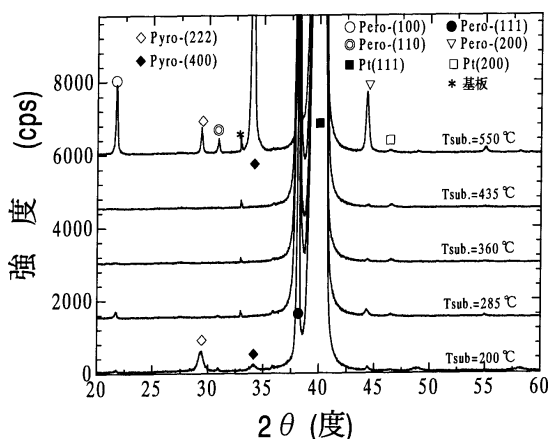 ◇ Pyro-(222)
◆ Pyro-(400)
○ Pero-(100) ● Pero-(111)
◎ Pero-(110) ▽ Pero-(200)
■ Pt(111) □ Pt(200)
* 基板
強度 (cps)
8000
6000
4000
2000
0
Tsub.=550℃
Tsub.=435℃
Tsub.=360℃
Tsub.=285℃
Tsub.=200℃
20 25 30 35 40 45 50 55 60
2θ (度)